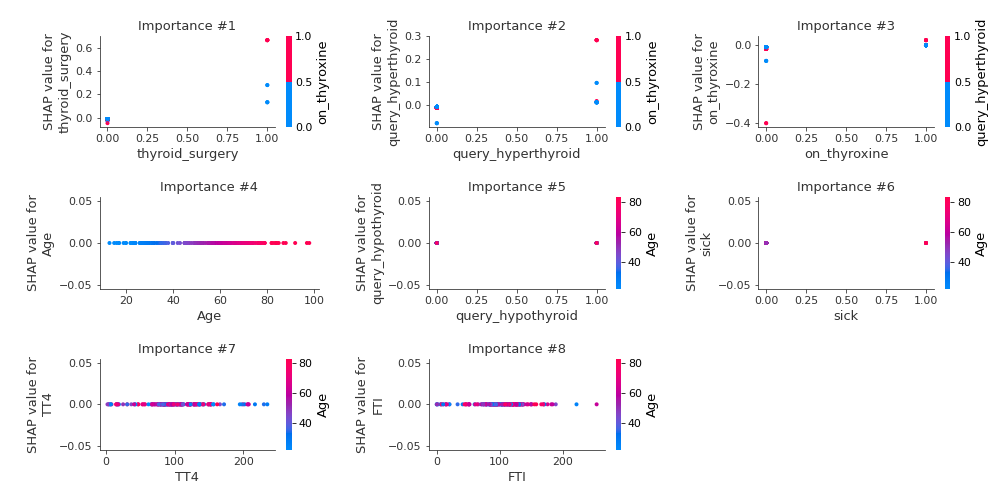 Importance #1
SHAP value for
thyroid_surgery
0.6
0.4
0.2
0.0
0.00 0.25 0.50 0.75 1.00
thyroid_surgery
1.0
0.5
0.0
on_thyroxine
Importance #2
SHAP value for
query_hyperthyroid
0.3
0.2
0.1
0.0
0.00 0.25 0.50 0.75 1.00
query_hyperthyroid
1.0
0.5
0.0
on_thyroxine
Importance #3
SHAP value for
on_thyroxine
0.0
−0.2
−0.4
0.00 0.25 0.50 0.75 1.00
on_thyroxine
1.0
0.5
0.0
query_hyperthyroid
Importance #4
SHAP value for
Age
0.05
0.00
−0.05
20 40 60 80 100
Age
Importance #5
SHAP value for
query_hypothyroid
0.05
0.00
−0.05
0.00 0.25 0.50 0.75 1.00
query_hypothyroid
80
60
40
Age
Importance #6
SHAP value for
sick
0.05
0.00
−0.05
0.00 0.25 0.50 0.75 1.00
sick
80
60
40
Age
Importance #7
SHAP value for
TT4
0.05
0.00
−0.05
0 100 200
TT4
80
60
40
Age
Importance #8
SHAP value for
FTI
0.05
0.00
−0.05
0 100 200
FTI
80
60
40
Age